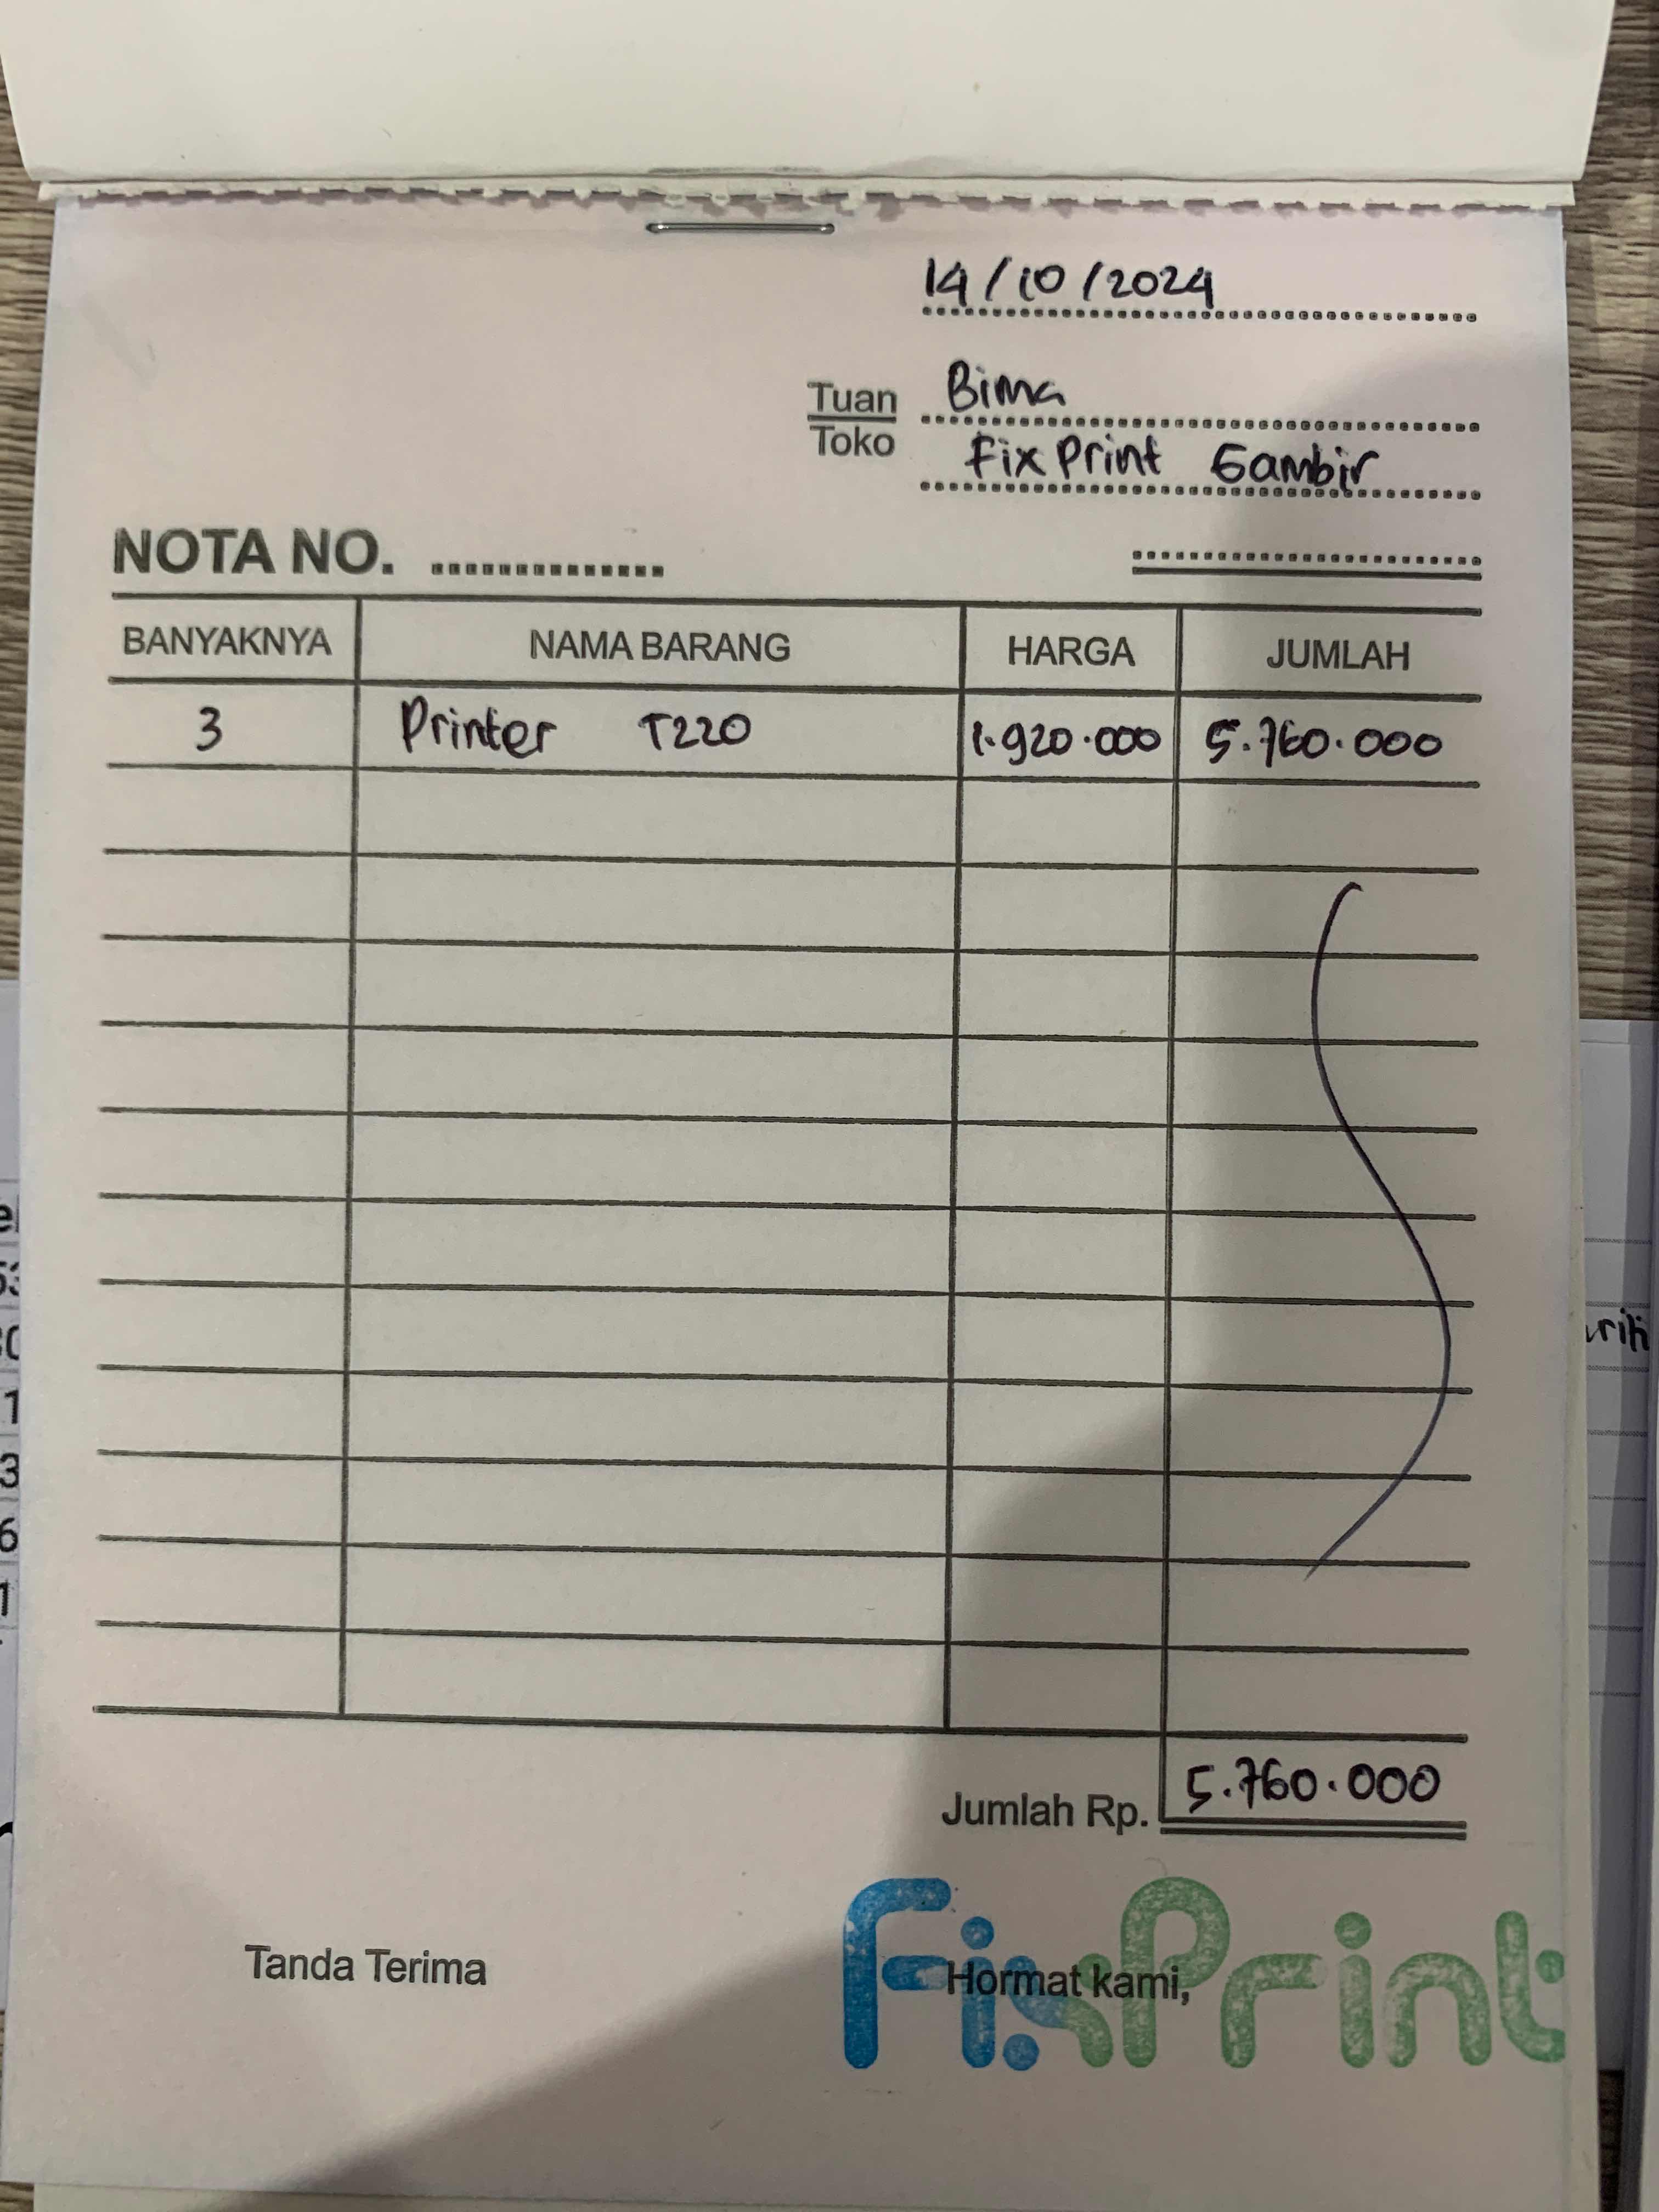 14/10/2024
Tuan Bima
Toko Fix Print Gambir
NOTA NO. ...............
BANYAKNYA NAMA BARANG HARGA JUMLAH
3 Printer T220 1.920.000 5.760.000
Jumlah Rp. 5.760.000
Tanda Terima Hormat kami,
FixPrint